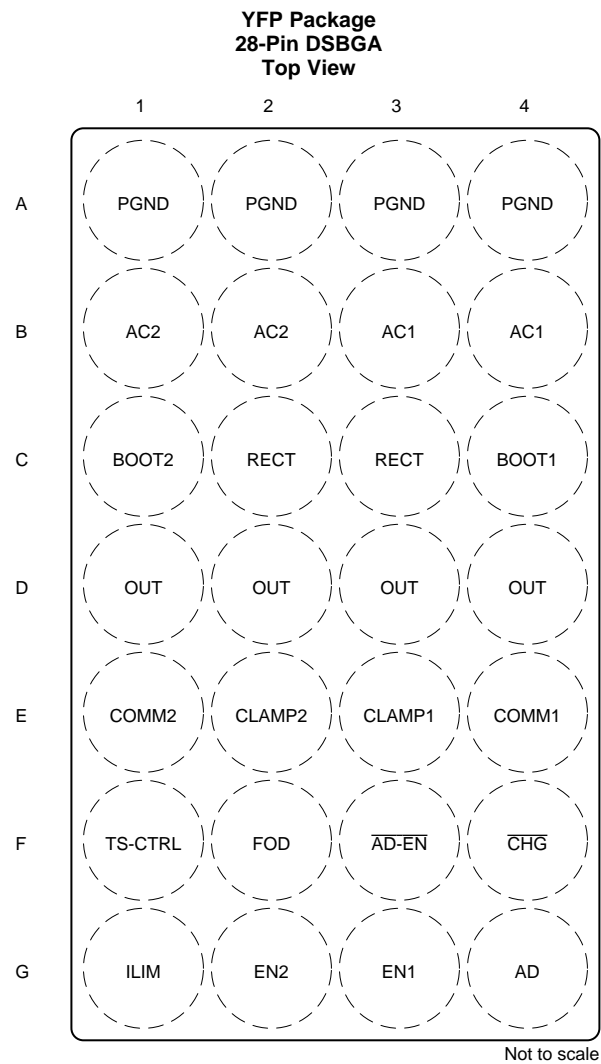 YFP Package
28-Pin DSBGA
Top View
1 2 3 4
A PGND PGND PGND PGND
B AC2 AC2 AC1 AC1
C BOOT2 RECT RECT BOOT1
D OUT OUT OUT OUT
E COMM2 CLAMP2 CLAMP1 COMM1
F TS-CTRL FOD AD-EN CHG
G ILIM EN2 EN1 AD
Not to scale